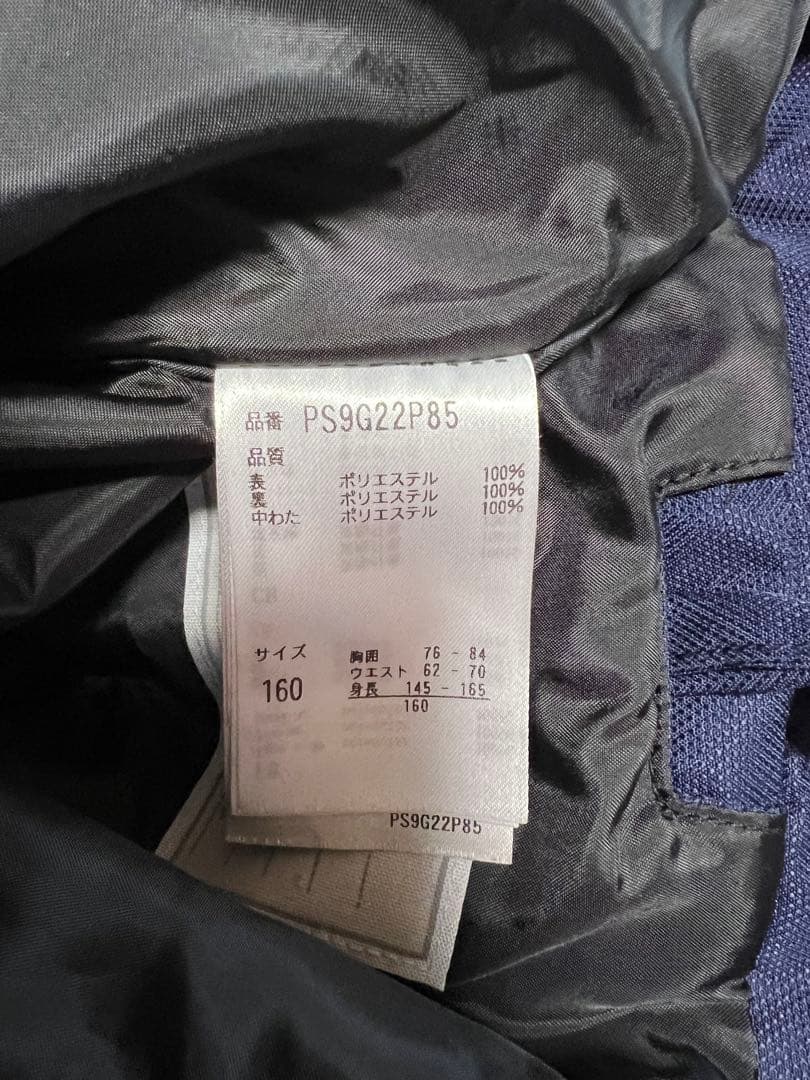 品番 PS9G22P85
品質
表 ポリエステル 100%
裏 ポリエステル 100%
中わた ポリエステル 100%
サイズ 胸囲 76 - 84
ウエスト 62 - 70
160 身長 145 - 165
160
PS9G22P85